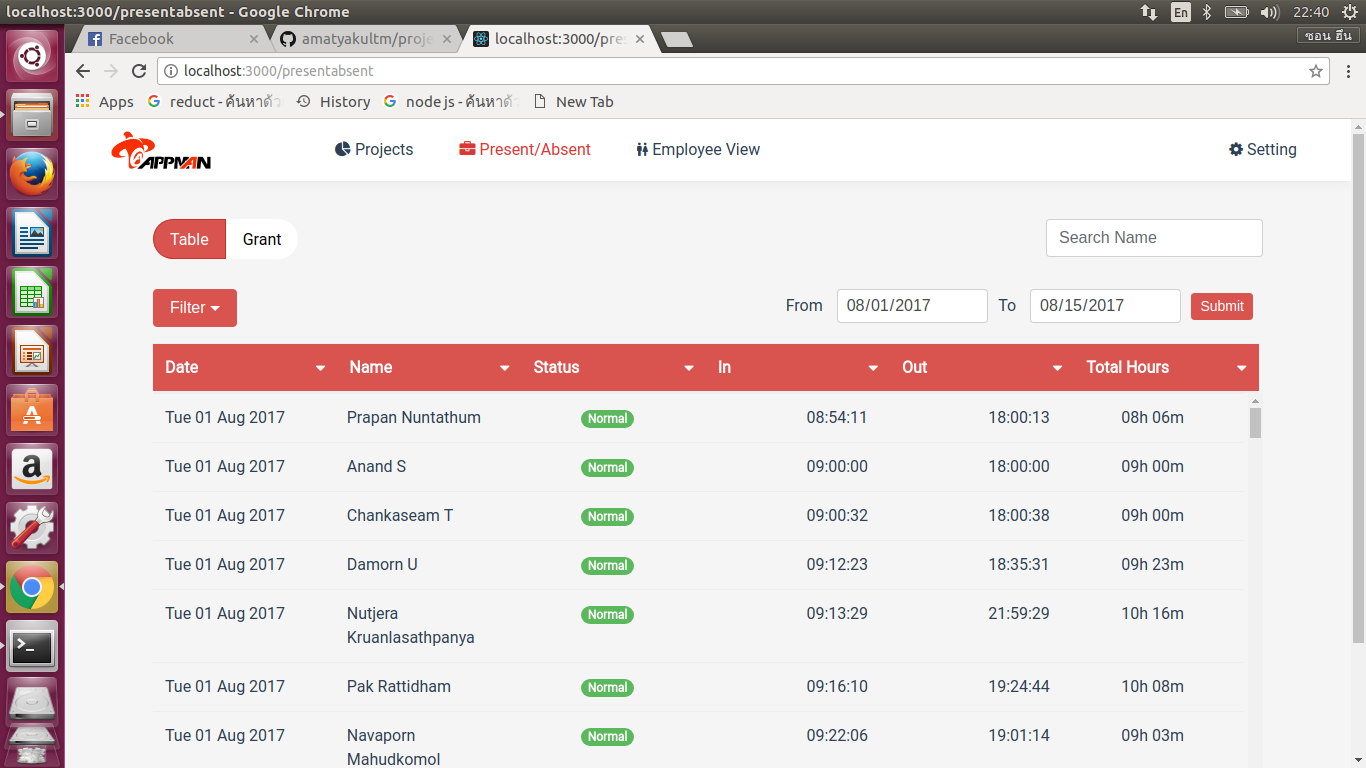 localhost:3000/presentabsent - Google Chrome
En
22:40
ซอน ฮึน
Facebook
amatyakultm/proje
localhost:3000/pres
localhost:3000/presentabsent
Apps
reduct - ค้นหาด้ว
History
node js - ค้นหาด้ว
New Tab
APPMAN
Projects
Present/Absent
Employee View
Setting
Table
Grant
Search Name
Filter
From
08/01/2017
To
08/15/2017
Submit
Date Name Status In Out Total Hours
Tue 01 Aug 2017 Prapan Nuntathum Normal 08:54:11 18:00:13 08h 06m
Tue 01 Aug 2017 Anand S Normal 09:00:00 18:00:00 09h 00m
Tue 01 Aug 2017 Chankaseam T Normal 09:00:32 18:00:38 09h 00m
Tue 01 Aug 2017 Damorn U Normal 09:12:23 18:35:31 09h 23m
Tue 01 Aug 2017 Nutjera Normal 09:13:29 21:59:29 10h 16m
Kruanlasathpanya
Tue 01 Aug 2017 Pak Rattidham Normal 09:16:10 19:24:44 10h 08m
Tue 01 Aug 2017 Navaporn Normal 09:22:06 19:01:14 09h 03m
Mahudkomol